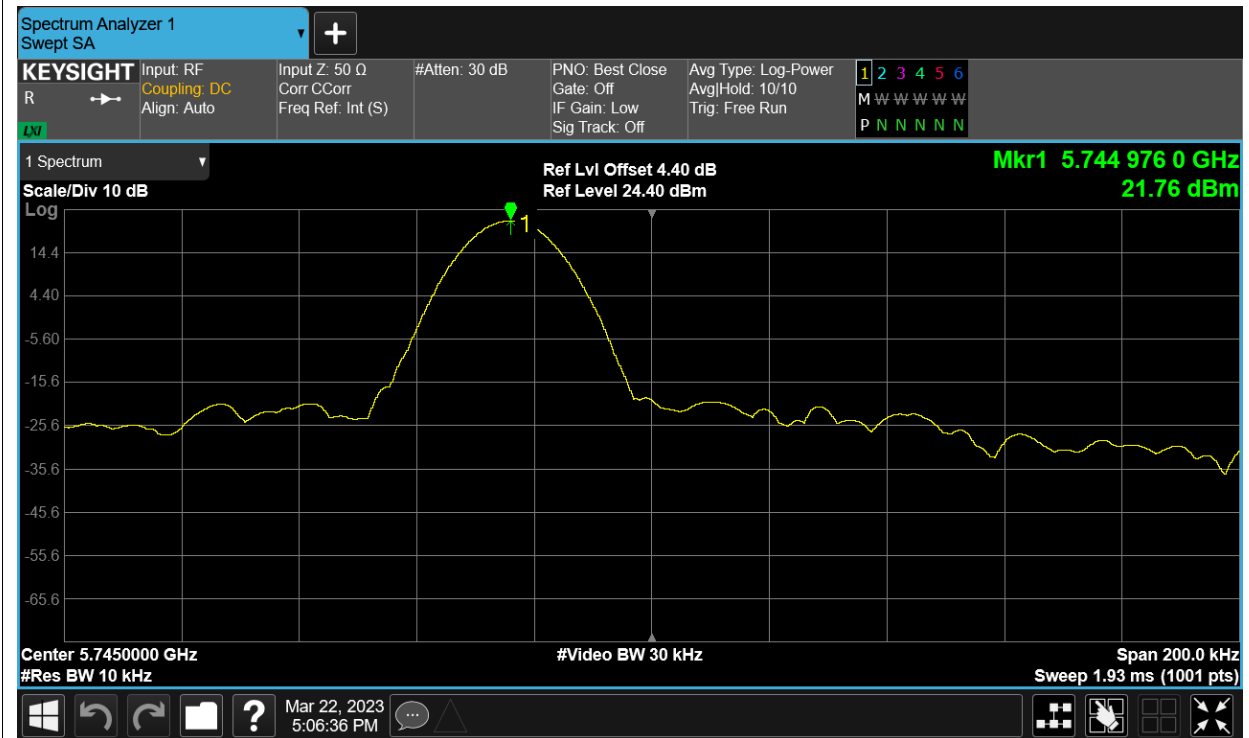 Spectrum Analyzer 1
Swept SA
KEYSIGHT
R
LXI
Input: RF
Coupling: DC
Align: Auto
Input Z: 50 Ω
Corr CCorr
Freq Ref: Int (S)
#Atten: 30 dB
PNO: Best Close
Gate: Off
IF Gain: Low
Sig Track: Off
Avg Type: Log-Power
Avg|Hold: 10/10
Trig: Free Run
1 2 3 4 5 6
M W W W W W
P N N N N N
1 Spectrum
Scale/Div 10 dB
Ref Lvl Offset 4.40 dB
Ref Level 24.40 dBm
Mkr1 5.744 976 0 GHz
21.76 dBm
Log
1
14.4
4.40
-5.60
-15.6
-25.6
-35.6
-45.6
-55.6
-65.6
Center 5.7450000 GHz
#Res BW 10 kHz
#Video BW 30 kHz
Span 200.0 kHz
Sweep 1.93 ms (1001 pts)
?
Mar 22, 2023
5:06:36 PM